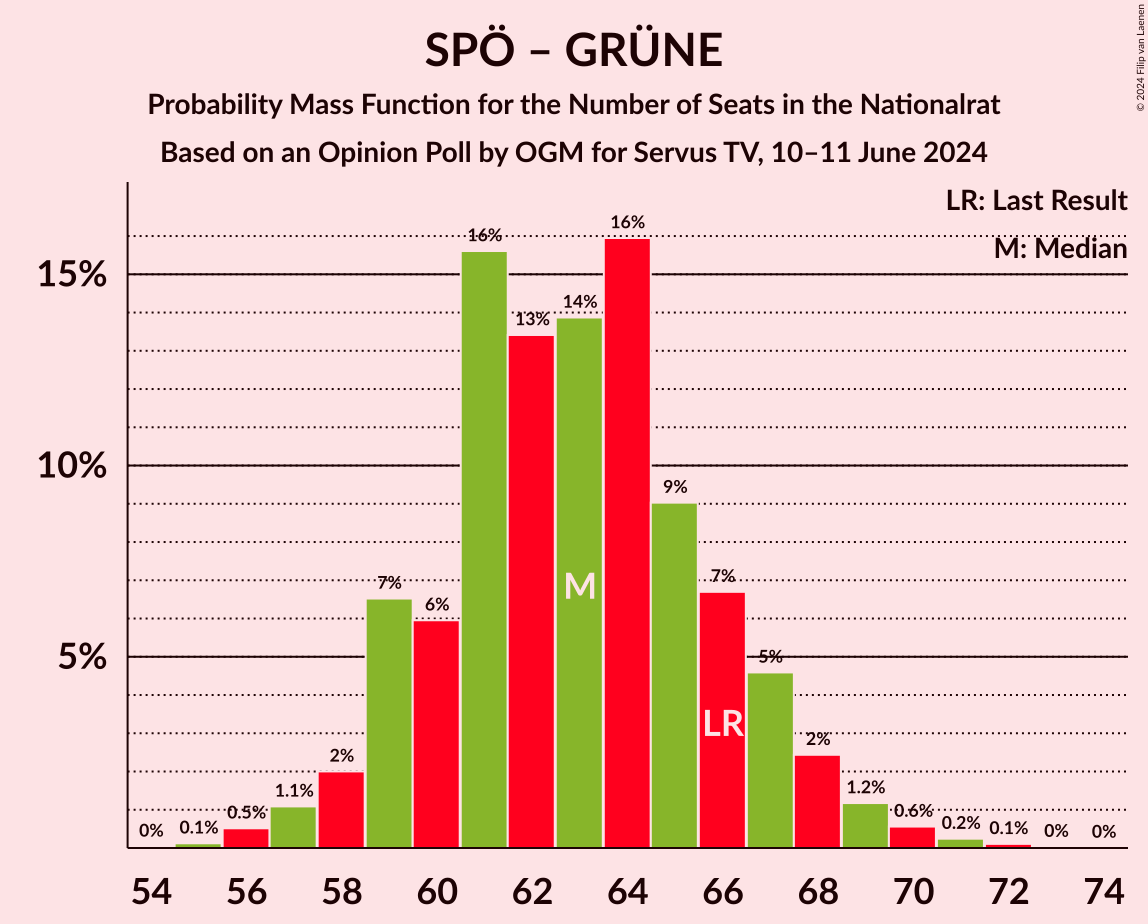 SPÖ – GRÜNE
Probability Mass Function for the Number of Seats in the Nationalrat
Based on an Opinion Poll by OGM for Servus TV, 10–11 June 2024
© 2024 Filip van Laenen
LR: Last Result
M: Median
15%
10%
5%
0% 0.1% 0.5% 1.1% 2% 7% 6% 16% 13% 14% 16% 9% 7% 5% 2% 1.2% 0.6% 0.2% 0.1% 0% 0%
M
LR
54 56 58 60 62 64 66 68 70 72 74